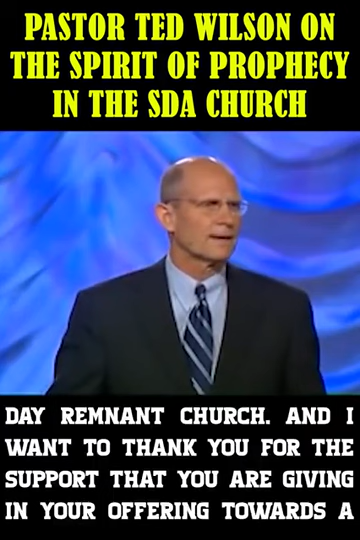 PASTOR TED WILSON ON
THE SPIRIT OF PROPHECY
IN THE SDA CHURCH
DAY REMNANT CHURCH. AND I
WANT TO THANK YOU FOR THE
SUPPORT THAT YOU ARE GIVING
IN YOUR OFFERING TOWARDS A